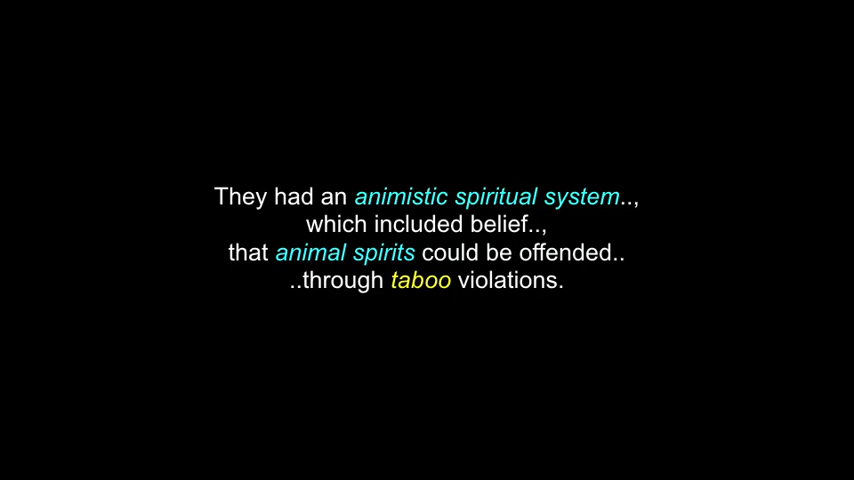 They had an animistic spiritual system..,
which included belief..,
that animal spirits could be offended..
..through taboo violations.